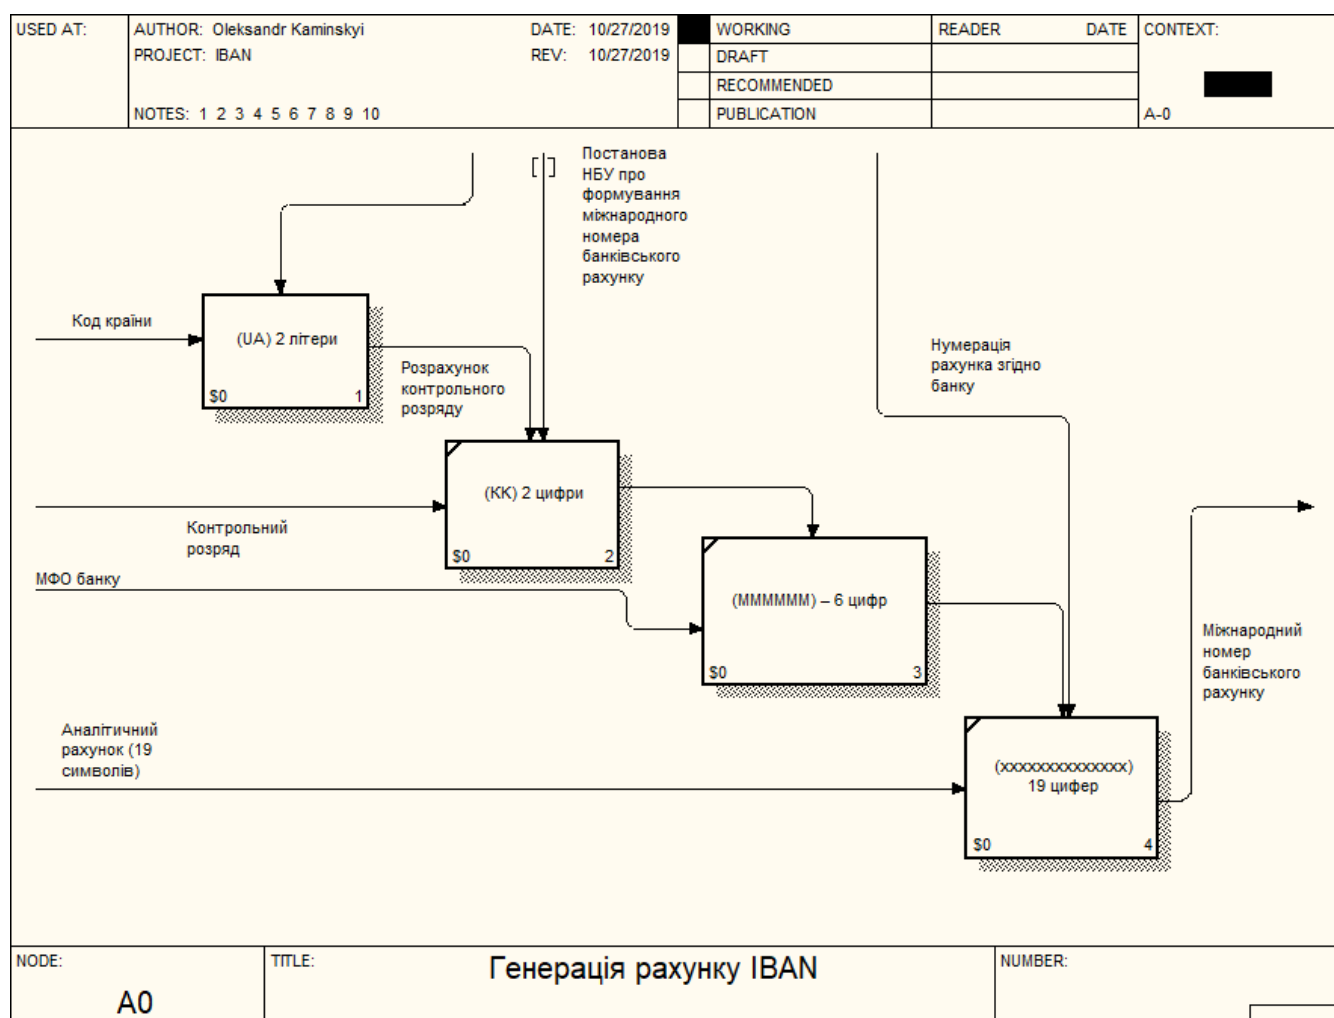 USED AT:
AUTHOR: Oleksandr Kaminskyi
DATE: 10/27/2019
PROJECT: IBAN
REV: 10/27/2019
NOTES: 1 2 3 4 5 6 7 8 9 10
WORKING
DRAFT
RECOMMENDED
PUBLICATION
READER
DATE
CONTEXT:
A-0
Постанова
НБУ про
формування
міжнародного
номера
банківського
рахунку
Код країни
(UA) 2 літери
$0
1
Розрахунок
контрольного
розряду
Нумерація
рахунка згідно
банку
(КК) 2 цифри
$0
2
Контрольний
розряд
МФО банку
(ММММММ) – 6 цифр
$0
3
Міжнародний
номер
банківського
рахунку
Аналітичний
рахунок (19
символів)
(xxxxxxxxxxxxxx)
19 цифер
$0
4
NODE:
A0
TITLE:
Генерація рахунку IBAN
NUMBER: